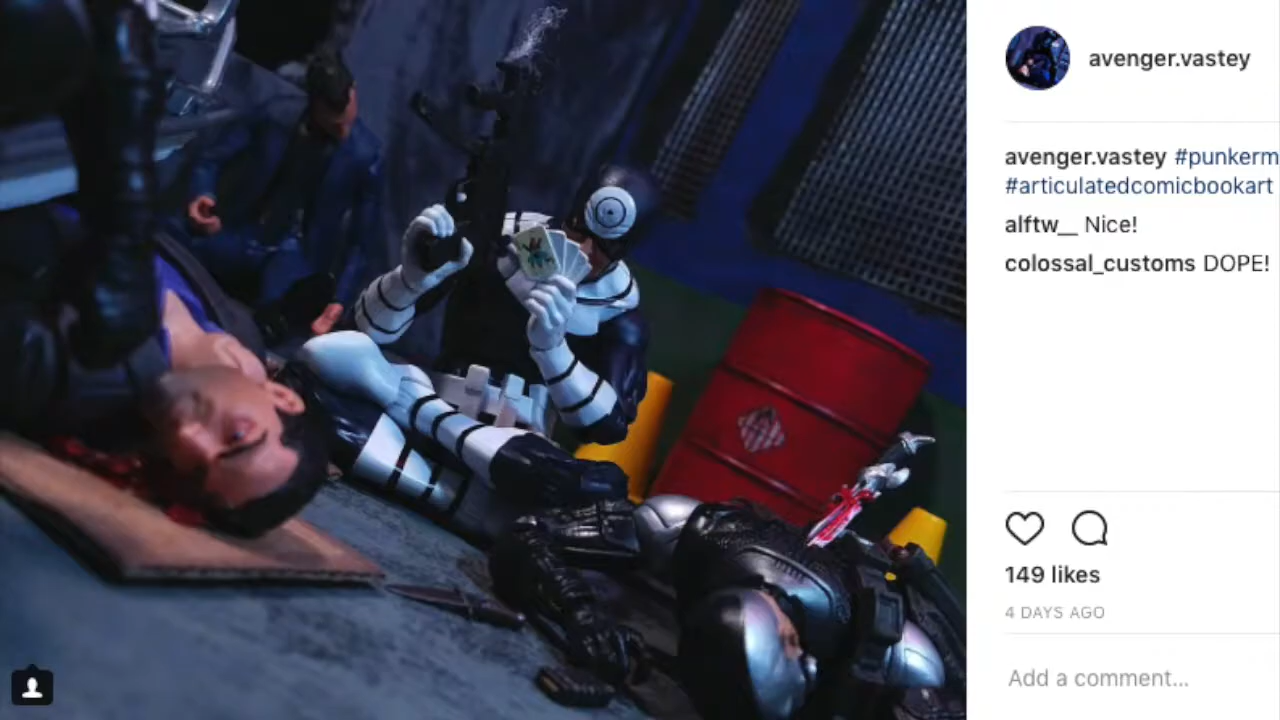 avenger.vastey
avenger.vastey #punkerm
#articulatedcomicbookart
alftw__ Nice!
colossal_customs DOPE!
149 likes
4 DAYS AGO
Add a comment...